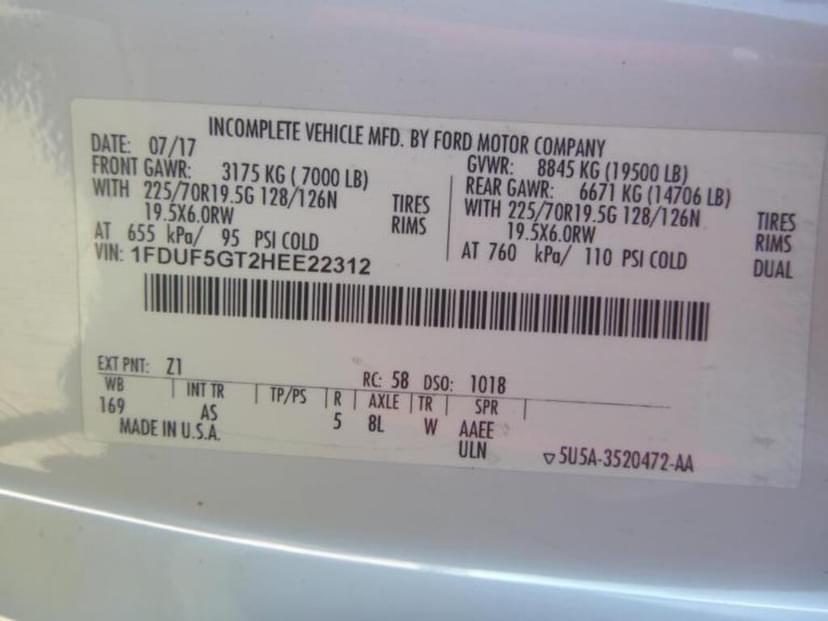 INCOMPLETE VEHICLE MFD. BY FORD MOTOR COMPANY
DATE: 07/17
GVWR: 8845 KG (19500 LB)
FRONT GAWR: 3175 KG ( 7000 LB)
REAR GAWR: 6671 KG (14706 LB)
WITH 225/70R19.5G 128/126N TIRES
WITH 225/70R19.5G 128/126N TIRES
19.5X6.0RW RIMS
19.5X6.0RW RIMS
AT 655 kPa/ 95 PSI COLD
AT 760 kPa/ 110 PSI COLD DUAL
VIN: 1FDUF5GT2HEE22312
EXT PNT: Z1 RC: 58 DSO: 1018
WB INT TR TP/PS R AXLE TR SPR
169 AS 5 8L W AAEE
MADE IN U.S.A. ULN
5U5A-3520472-AA